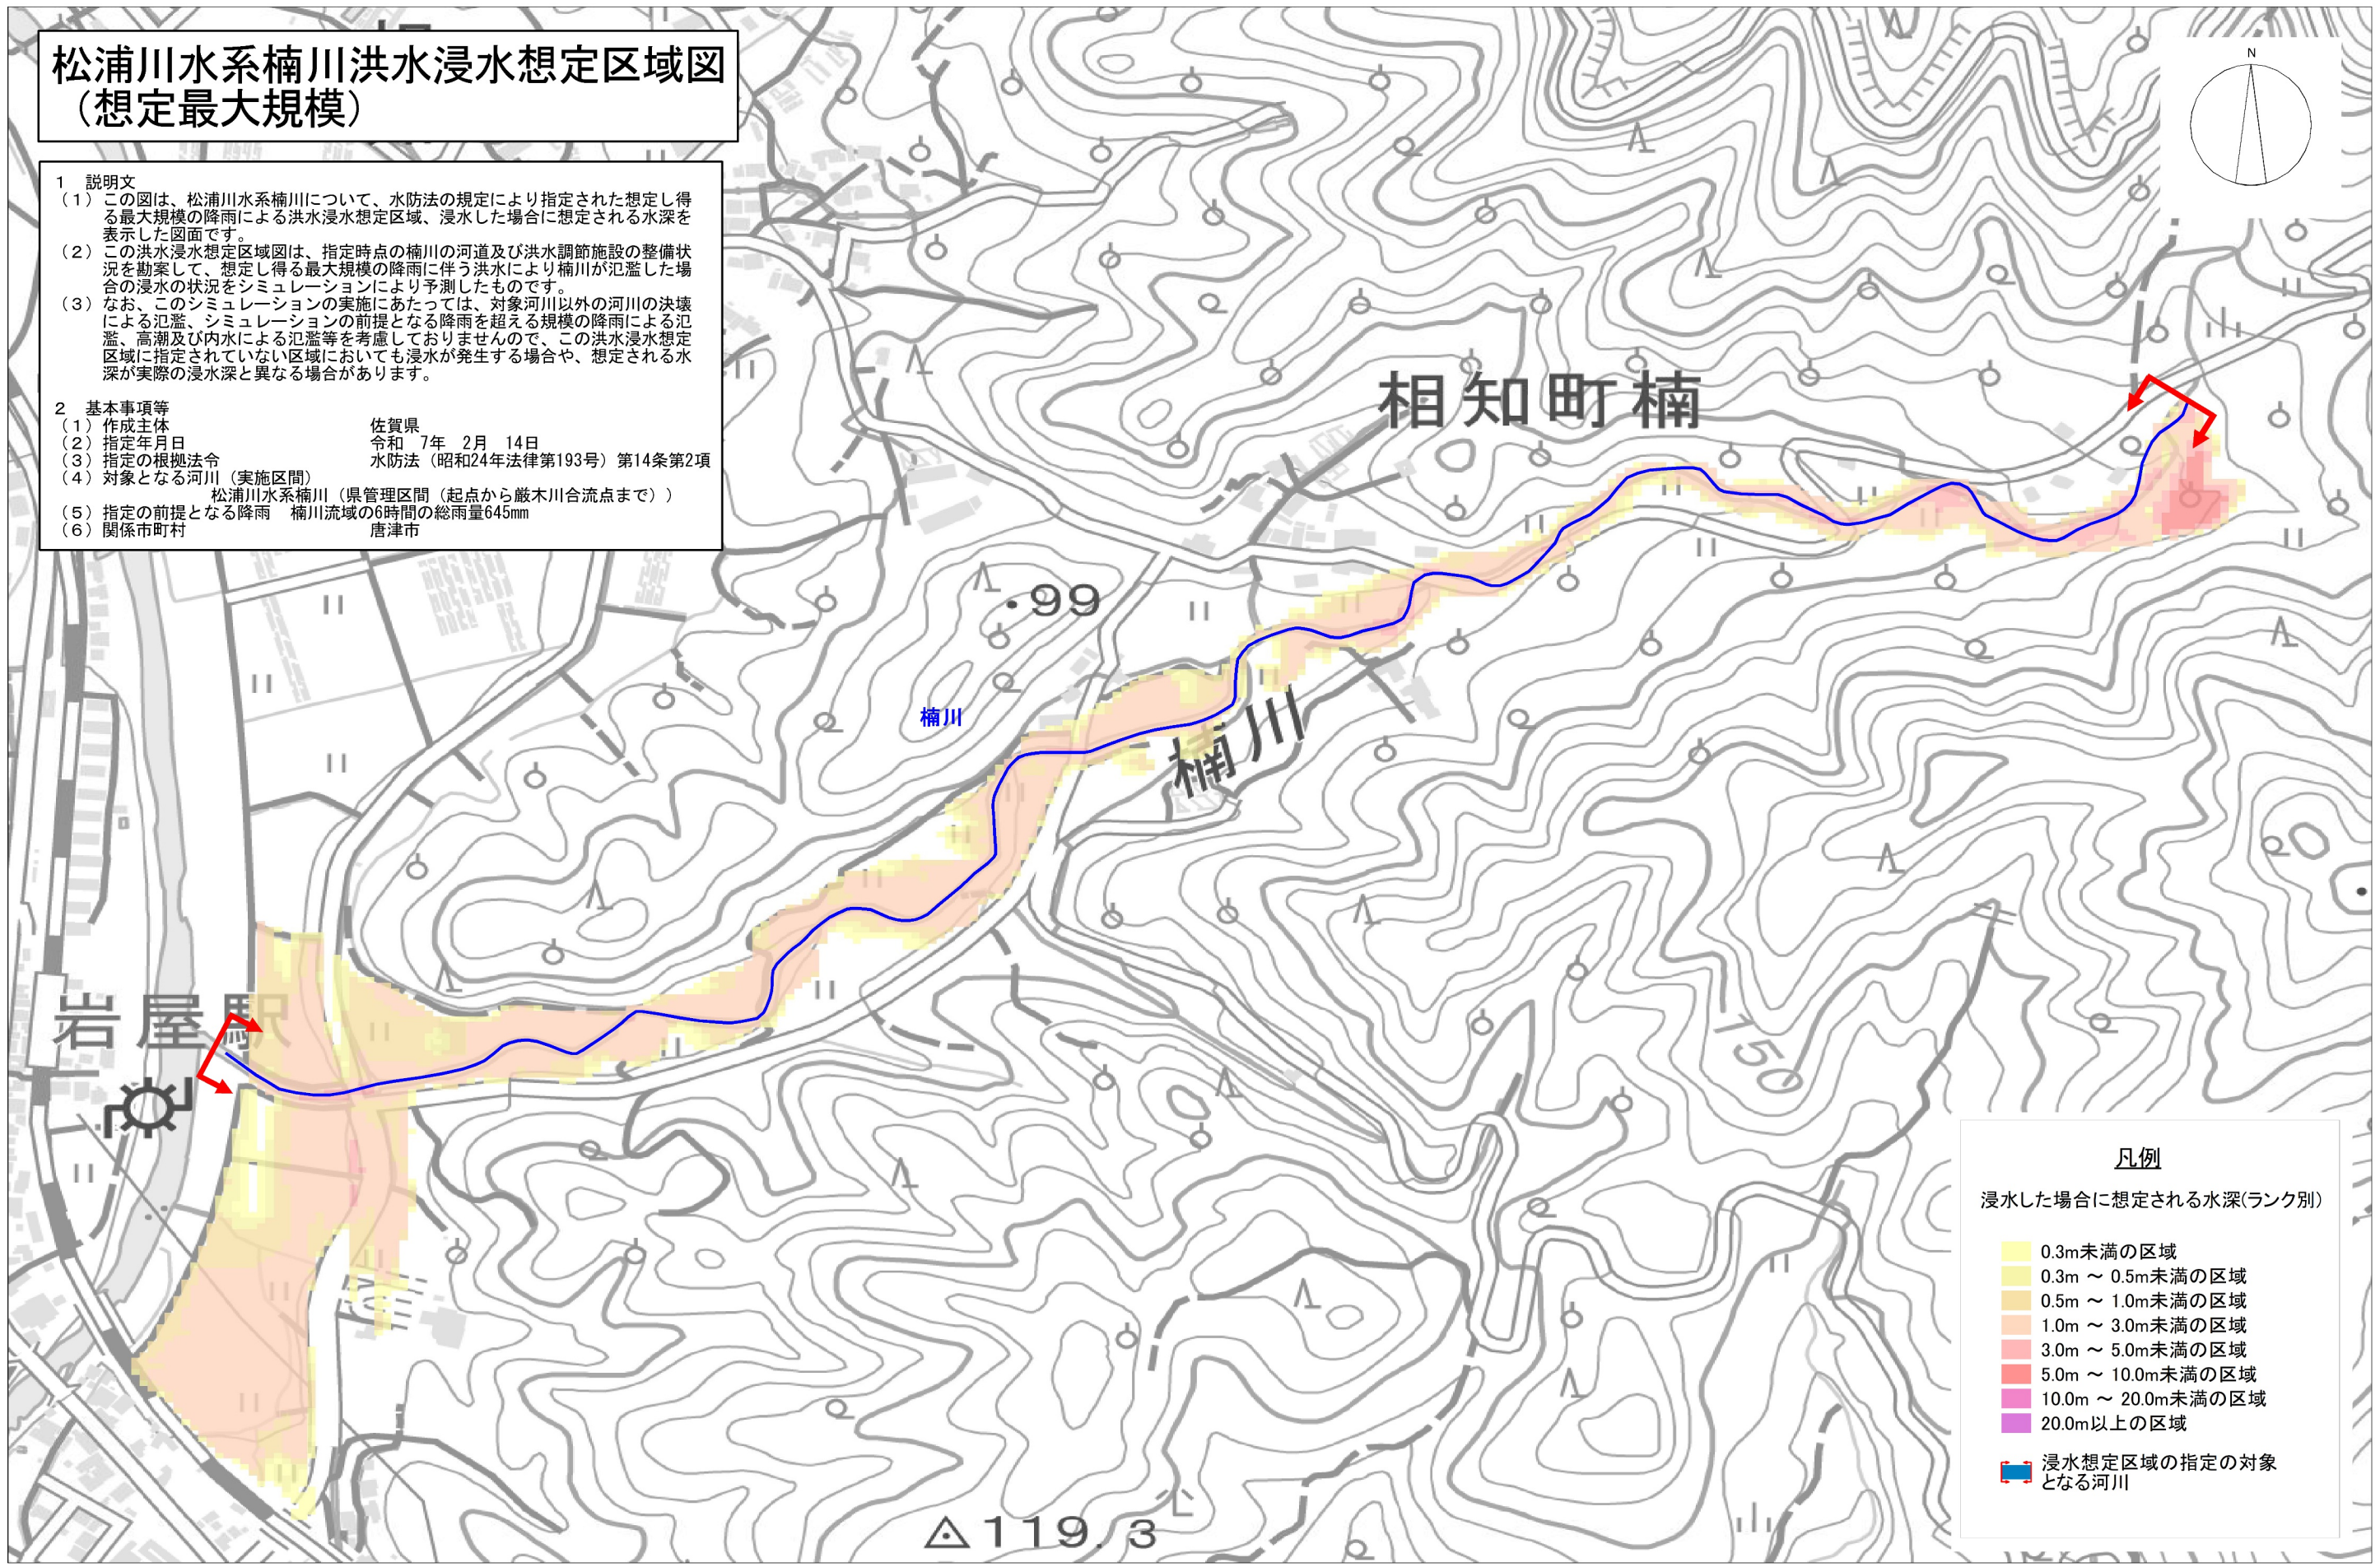 松浦川水系楠川洪水浸水想定区域図
（想定最大規模）
1　説明文
（1）この図は、松浦川水系楠川について、水防法の規定により指定された想定し得
る最大規模の降雨による洪水浸水想定区域、浸水した場合に想定される水深を
表示した図面です。
（2）この洪水浸水想定区域図は、指定時点の楠川の河道及び洪水調節施設の整備状
況を勘案して、想定し得る最大規模の降雨に伴う洪水により楠川が氾濫した場
合の浸水の状況をシミュレーションにより予測したものです。
（3）なお、このシミュレーションの実施にあたっては、対象河川以外の河川の決壊
による氾濫、シミュレーションの前提となる降雨を超える規模の降雨による氾
濫、高潮及び内水による氾濫等を考慮しておりませんので、この洪水浸水想定
区域に指定されていない区域においても浸水が発生する場合や、想定される水
深が実際の浸水深と異なる場合があります。
2　基本事項等
（1）作成主体　佐賀県
（2）指定年月日　令和　7年　2月　14日
（3）指定の根拠法令　水防法（昭和24年法律第193号）第14条第2項
（4）対象となる河川（実施区間）
松浦川水系楠川（県管理区間（起点から厳木川合流点まで））
（5）指定の前提となる降雨　楠川流域の6時間の総雨量645mm
（6）関係市町村　唐津市
N
相知町楠
99
楠川
楠川
岩屋駅
150
119.3
凡例
浸水した場合に想定される水深(ランク別)
0.3m未満の区域
0.3m ～ 0.5m未満の区域
0.5m ～ 1.0m未満の区域
1.0m ～ 3.0m未満の区域
3.0m ～ 5.0m未満の区域
5.0m ～ 10.0m未満の区域
10.0m ～ 20.0m未満の区域
20.0m以上の区域
浸水想定区域の指定の対象
となる河川